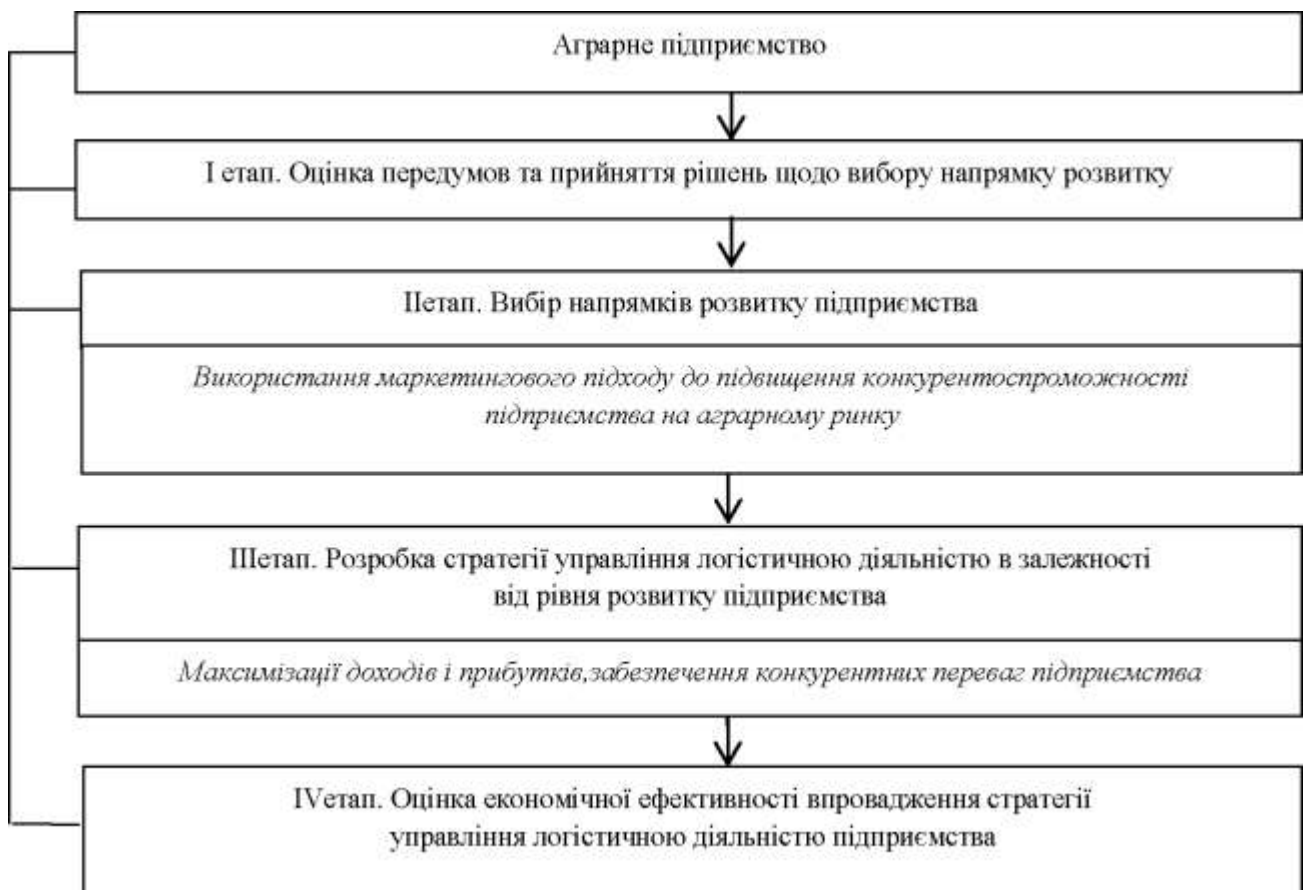 Аграрне підприємство
І етап. Оцінка передумов та прийняття рішень щодо вибору напрямку розвитку
ІІетап. Вибір напрямків розвитку підприємства
Використання маркетингового підходу до підвищення конкурентоспроможності
підприємства на аграрному ринку
ІІІетап. Розробка стратегії управління логістичною діяльністю в залежності
від рівня розвитку підприємства
Максимізації доходів і прибутків,забезпечення конкурентних переваг підприємства
IVетап. Оцінка економічної ефективності впровадження стратегії
управління логістичною діяльністю підприємства